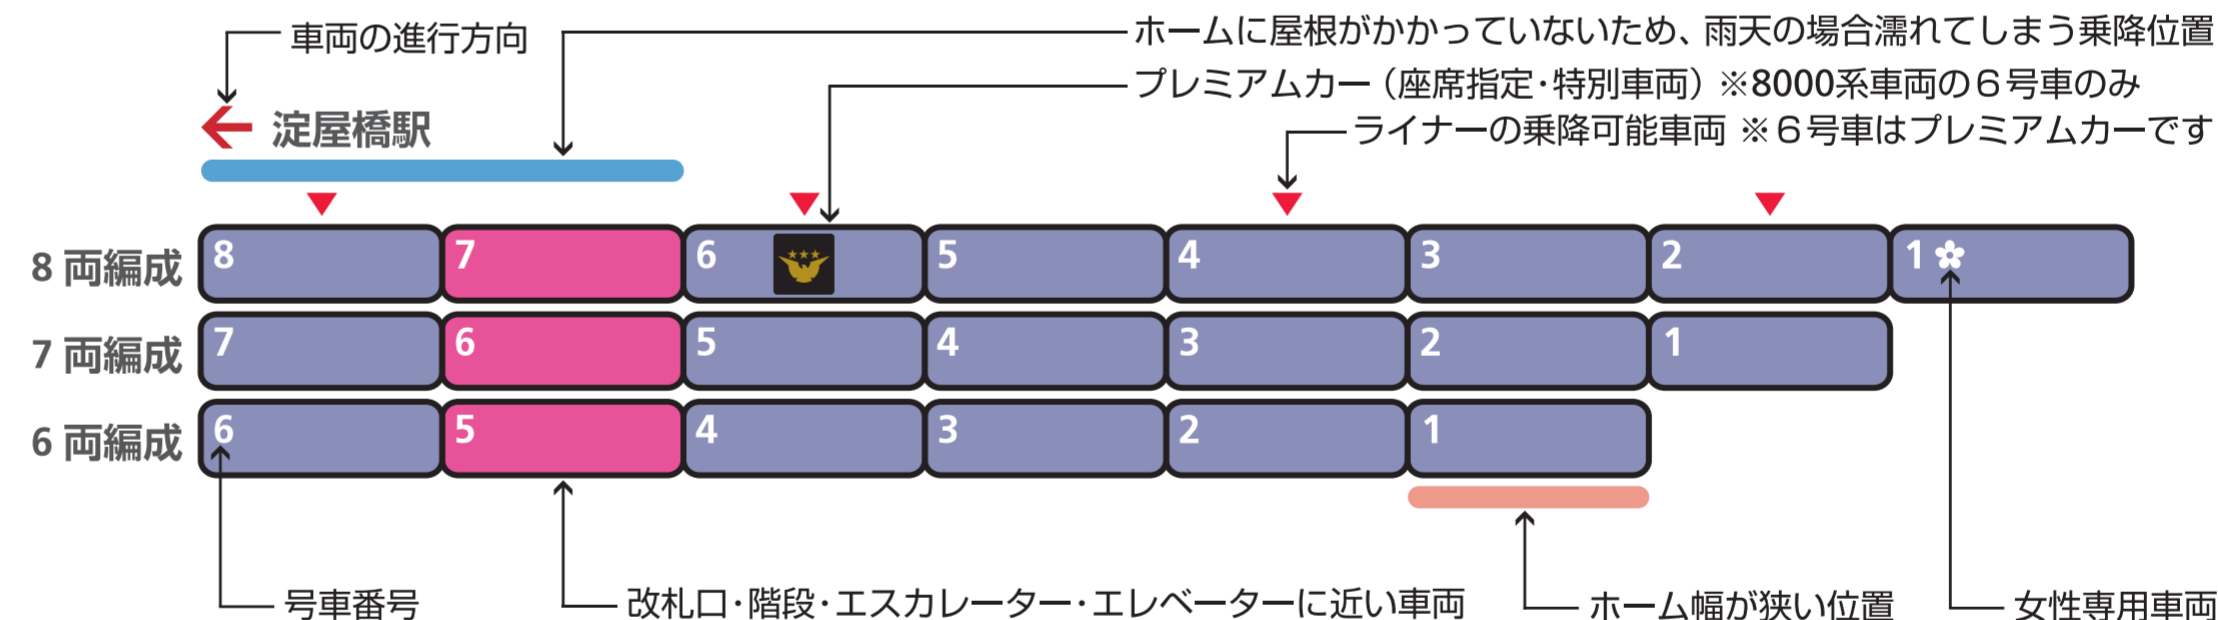 車両の進行方向
ホームに屋根がかかっていないため、雨天の場合濡れてしまう乗降位置
プレミアムカー（座席指定・特別車両）※8000系車両の６号車のみ
ライナーの乗降可能車両 ※６号車はプレミアムカーです
淀屋橋駅
8 両編成 8 7 6 5 4 3 2 1
7 両編成 7 6 5 4 3 2 1
6 両編成 6 5 4 3 2 1
号車番号
改札口・階段・エスカレーター・エレベーターに近い車両
ホーム幅が狭い位置
女性専用車両